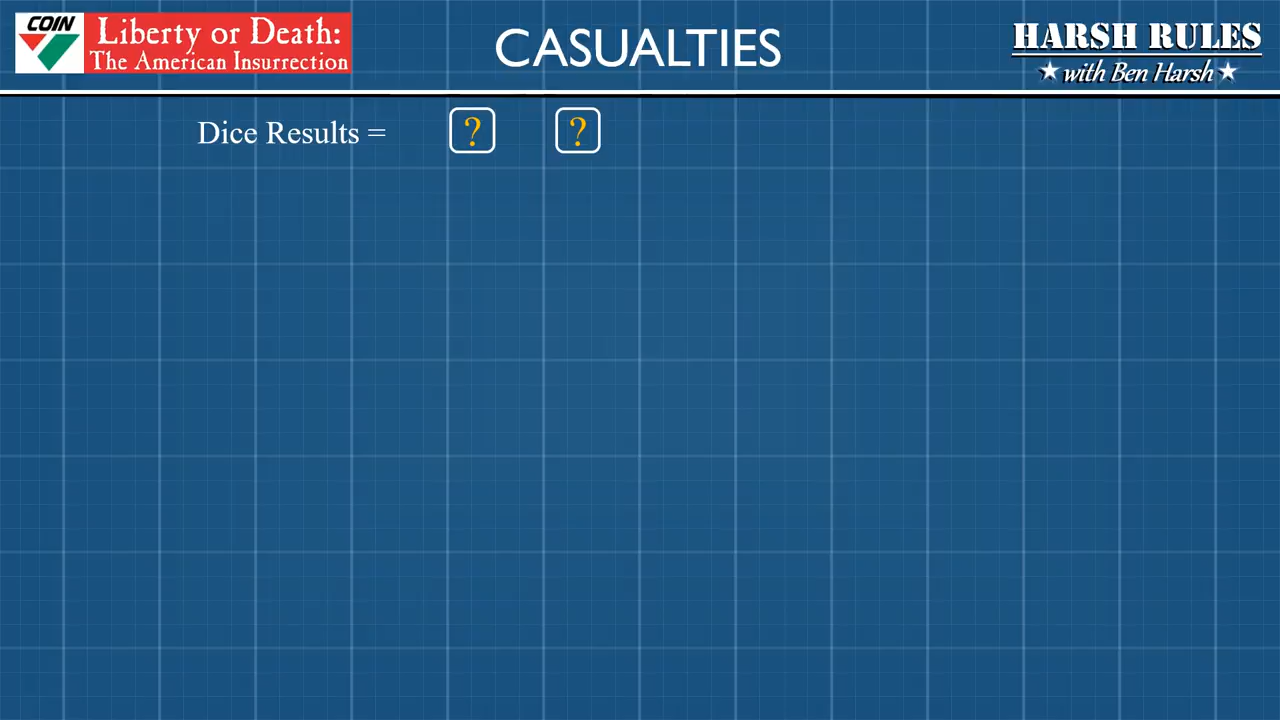 COIN
Liberty or Death:
The American Insurrection
CASUALTIES
HARSH RULES
with Ben Harsh
Dice Results = ? ?